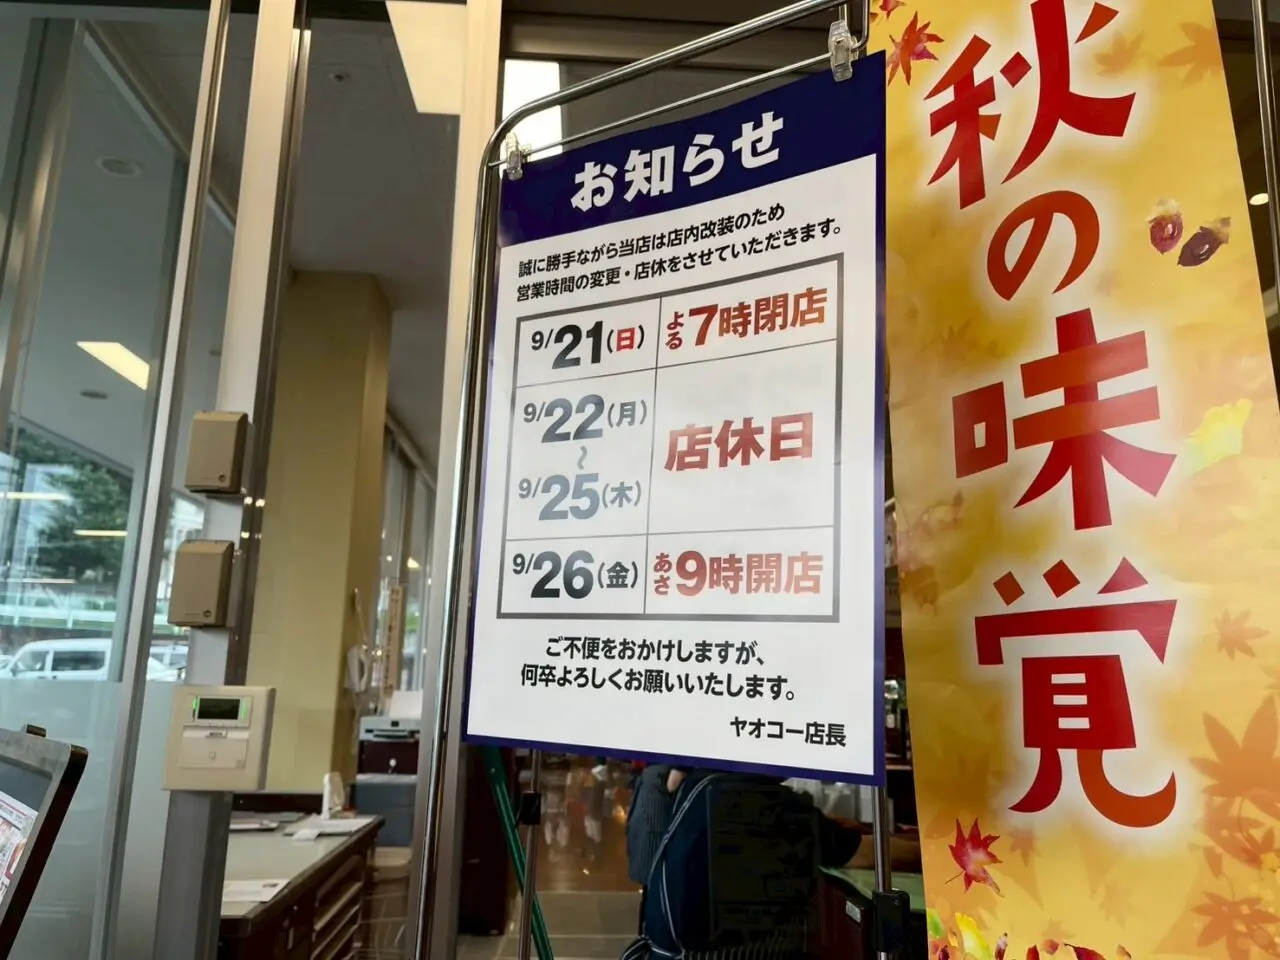 お知らせ
誠に勝手ながら当店は店内改装のため
営業時間の変更・店休をさせていただきます。
9/21(日)
よる7時閉店
9/22(月)
〜
9/25(木)
店休日
9/26(金)
あさ9時開店
ご不便をおかけしますが、
何卒よろしくお願いいたします。
ヤオコー店長
秋の味覚